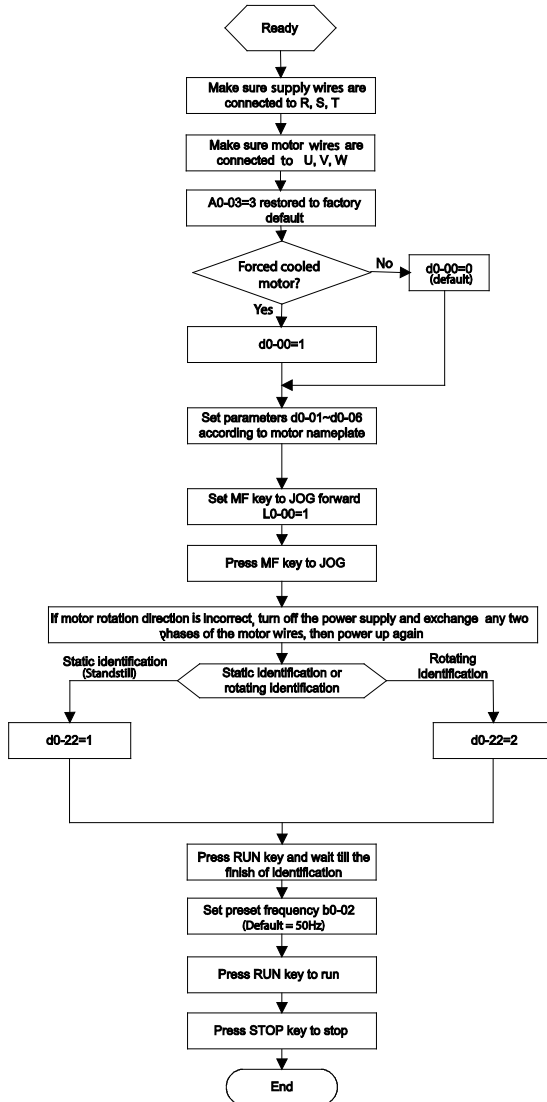 Ready
Make sure supply wires are
connected to R, S, T
Make sure motor wires are
connected to U, V, W
A0-03=3 restored to factory
default
Forced cooled
motor?
No
d0-00=0
(default)
Yes
d0-00=1
Set parameters d0-01~d0-06
according to motor nameplate
Set MF key to JOG forward
L0-00=1
Press MF key to JOG
If motor rotation direction is incorrect, turn off the power supply and exchange any two
phases of the motor wires, then power up again
Static identification
(Standstill)
Static identification or
rotating identification
Rotating
identification
d0-22=1
d0-22=2
Press RUN key and wait till the
finish of identification
Set preset frequency b0-02
(Default = 50Hz)
Press RUN key to run
Press STOP key to stop
End